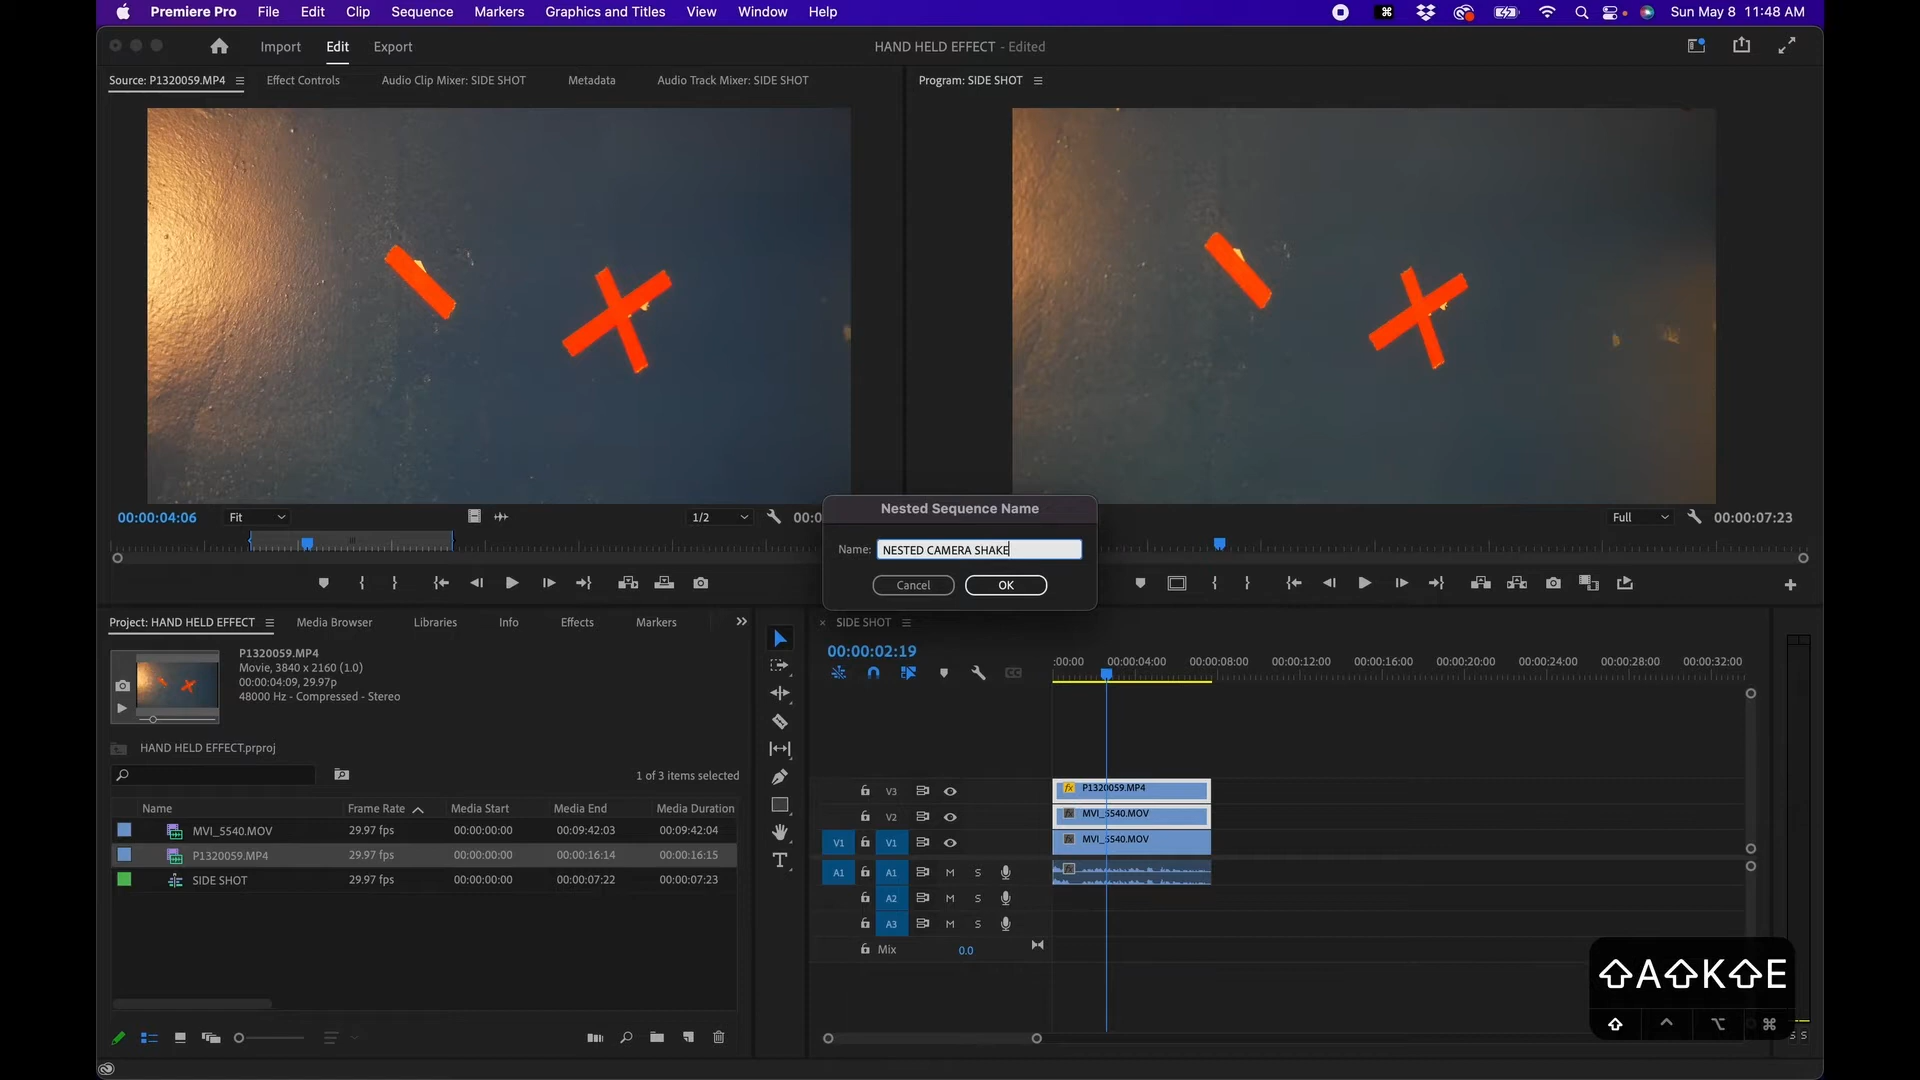 Premiere Pro File Edit Clip Sequence Markers Graphics and Titles View Window Help Sun May 8 11:48 AM
Import Edit Export HAND HELD EFFECT - Edited
Source: P1320059.MP4 Effect Controls Audio Clip Mixer: SIDE SHOT Metadata Audio Track Mixer: SIDE SHOT Program: SIDE SHOT
00:00:04:06 Fit 1/2 00:0 Full 00:00:07:23
Nested Sequence Name
Name: NESTED CAMERA SHAKE
Cancel OK
Project: HAND HELD EFFECT Media Browser Libraries Info Effects Markers
P1320059.MP4
Movie, 3840 x 2160 (1.0)
00:00:04:09, 29.97p
48000 Hz - Compressed - Stereo
HAND HELD EFFECT.prproj
1 of 3 items selected
Name Frame Rate Media Start Media End Media Duration
MVI_5540.MOV 29.97 fps 00:00:00:00 00:09:42:03 00:09:42:04
P1320059.MP4 29.97 fps 00:00:00:00 00:00:16:14 00:00:16:15
SIDE SHOT 29.97 fps 00:00:00:00 00:00:07:22 00:00:07:23
SIDE SHOT
00:00:02:19
:00:00 00:00:04:00 00:00:08:00 00:00:12:00 00:00:16:00 00:00:20:00 00:00:24:00 00:00:28:00 00:00:32:00
V3 fx P1320059.MP4
V2 MVI_5540.MOV
V1 V1 MVI_5540.MOV
A1 A1 M S
A2 M S
A3 M S
Mix 0.0
⇧A⇧K⇧E
⇧ ⌃ ⌥ ⌘
S S